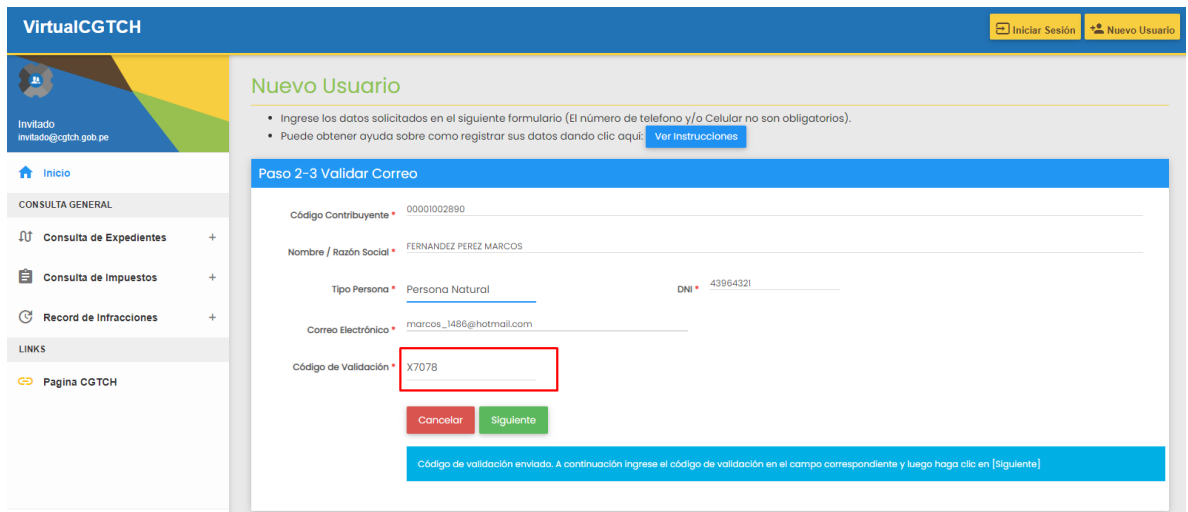 VirtualCGTCH
Iniciar Sesión
Nuevo Usuario
Invitado
invitado@cgtch.gob.pe
Inicio
CONSULTA GENERAL
Consulta de Expedientes +
Consulta de Impuestos +
Record de Infracciones +
LINKS
Pagina CGTCH
Nuevo Usuario
Ingrese los datos solicitados en el siguiente formulario (El número de telefono y/o Celular no son obligatorios).
Puede obtener ayuda sobre como registrar sus datos dando clic aqui: Ver Instrucciones
Paso 2-3 Validar Correo
Código Contribuyente * 00001002890
Nombre / Razón Social * FERNANDEZ PEREZ MARCOS
Tipo Persona * Persona Natural DNI * 43964321
Correo Electrónico * marcos_1486@hotmail.com
Código de Validación * X7078
Cancelar Siguiente
Código de validación enviado. A continuación ingrese el código de validación en el campo correspondiente y luego haga clic en [Siguiente]